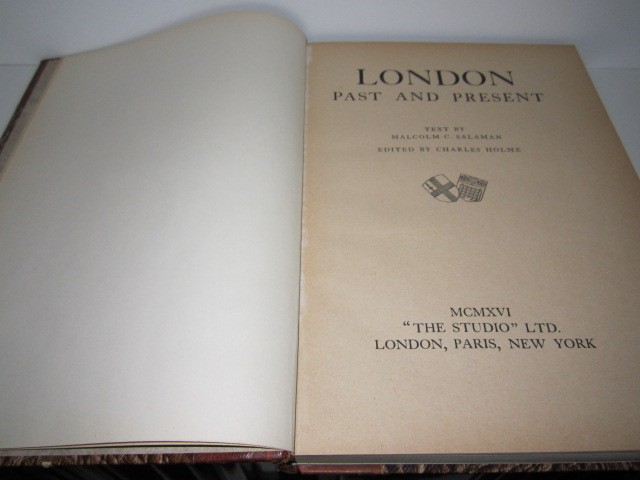 LONDON
PAST AND PRESENT
TEXT BY
MALCOLM C. SALAMAN
EDITED BY CHARLES HOLME
MCMXVI
"THE STUDIO" LTD.
LONDON, PARIS, NEW YORK